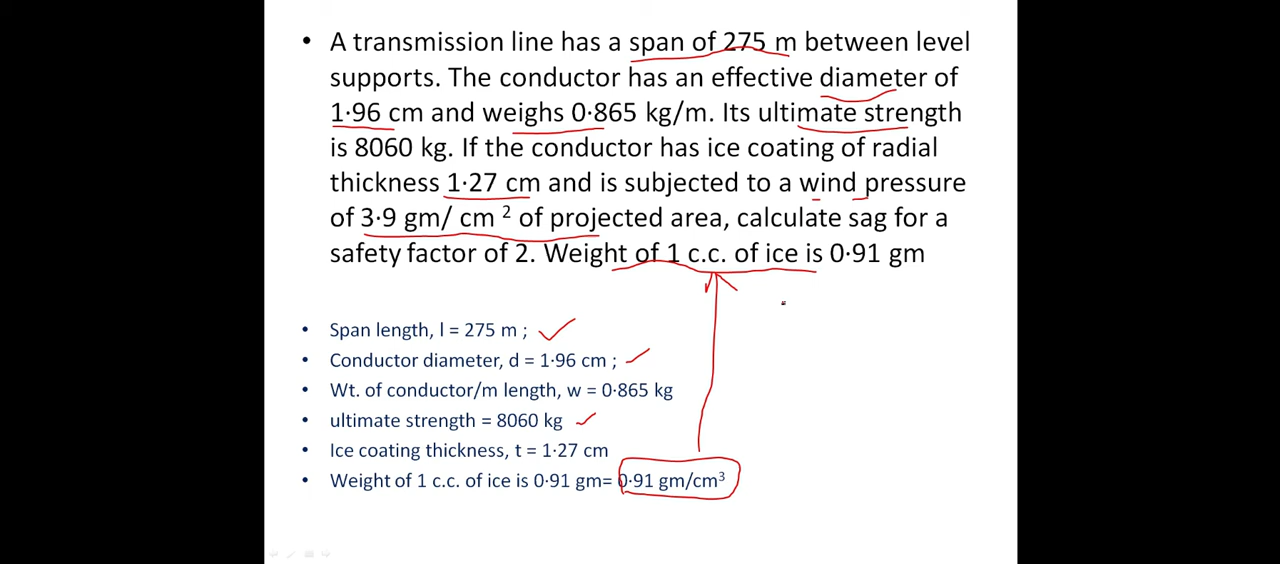 • A transmission line has a span of 275 m between level
supports. The conductor has an effective diameter of
1·96 cm and weighs 0·865 kg/m. Its ultimate strength
is 8060 kg. If the conductor has ice coating of radial
thickness 1·27 cm and is subjected to a wind pressure
of 3·9 gm/ cm ² of projected area, calculate sag for a
safety factor of 2. Weight of 1 c.c. of ice is 0·91 gm
• Span length, l = 275 m ;
• Conductor diameter, d = 1·96 cm ;
• Wt. of conductor/m length, w = 0·865 kg
• ultimate strength = 8060 kg
• Ice coating thickness, t = 1·27 cm
• Weight of 1 c.c. of ice is 0·91 gm= 0·91 gm/cm³